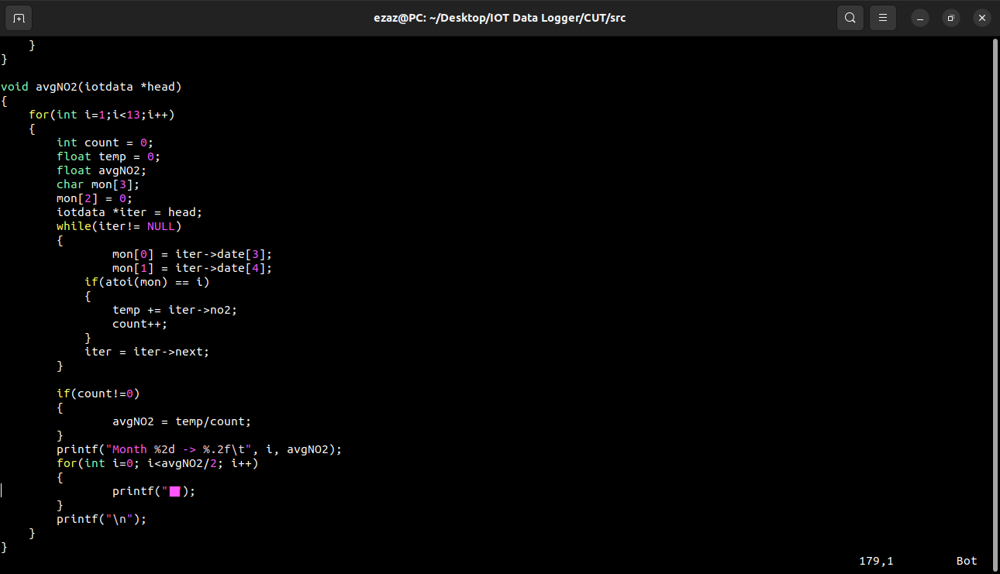 ezaz@PC: ~/Desktop/IOT Data Logger/CUT/src
    }
}

void avgNO2(iotdata *head)
{
    for(int i=1;i<13;i++)
    {
        int count = 0;
        float temp = 0;
        float avgNO2;
        char mon[3];
        mon[2] = 0;
        iotdata *iter = head;
        while(iter!= NULL)
        {
                mon[0] = iter->date[3];
                mon[1] = iter->date[4];
            if(atoi(mon) == i)
            {
                temp += iter->no2;
                count++;
            }
            iter = iter->next;
        }

        if(count!=0)
        {
                avgNO2 = temp/count;
        }
        printf("Month %2d -> %.2f\t", i, avgNO2);
        for(int i=0; i<avgNO2/2; i++)
        {
                printf("■");
        }
        printf("\n");
    }
}
179,1 Bot